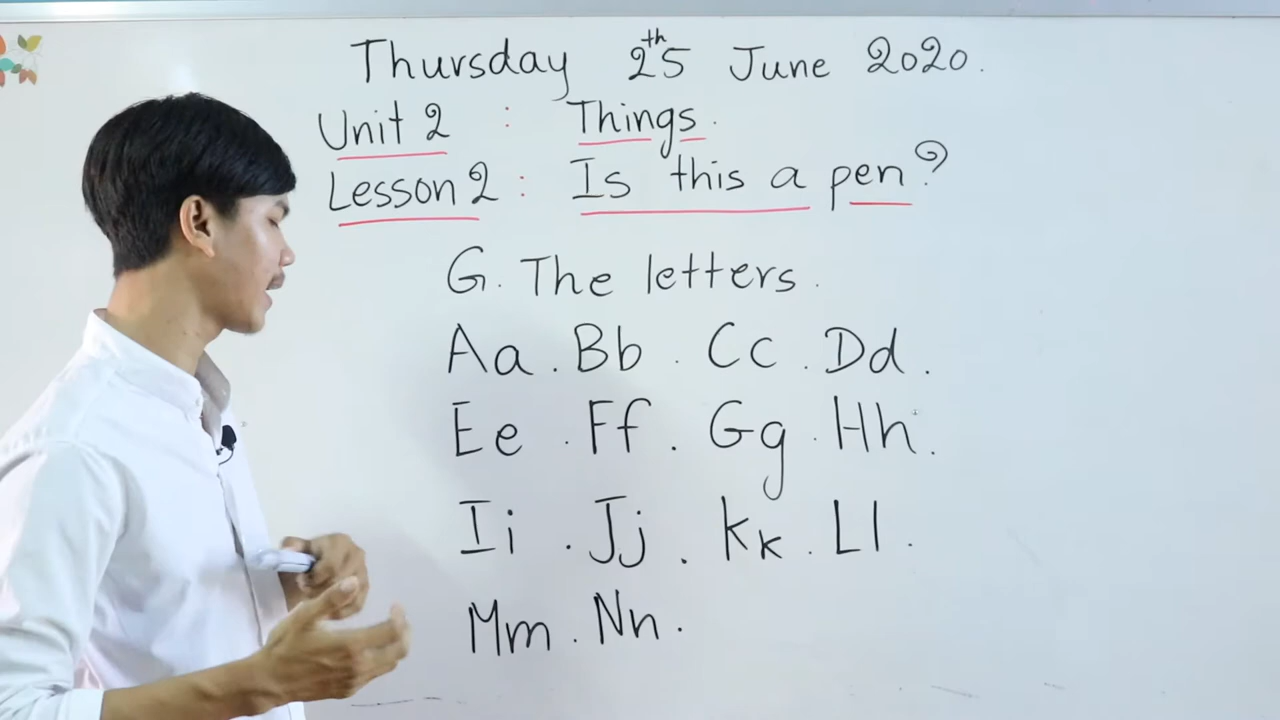 Thursday 25th June 2020.
Unit 2 : Things.
Lesson 2 : Is this a pen?
G. The letters.
Aa . Bb . Cc . Dd .
Ee . Ff . Gg . Hh .
Ii . Jj . Kk . Ll .
Mm . Nn .